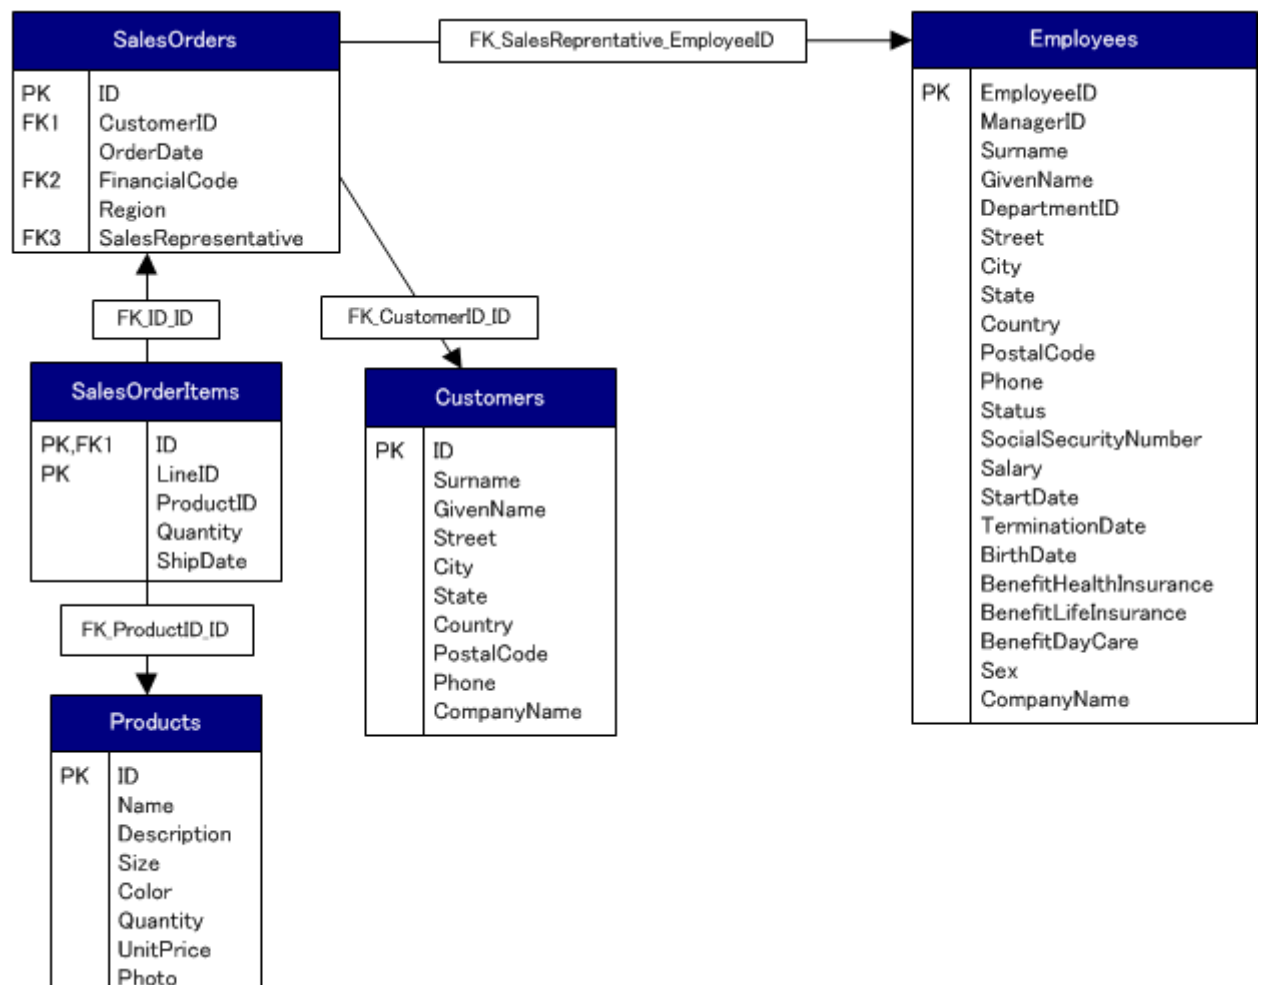 SalesOrders
PK ID
FK1 CustomerID
OrderDate
FK2 FinancialCode
Region
FK3 SalesRepresentative
FK_SalesReprentative_EmployeeID
Employees
PK EmployeeID
ManagerID
Surname
GivenName
DepartmentID
Street
City
State
Country
PostalCode
Phone
Status
SocialSecurityNumber
Salary
StartDate
TerminationDate
BirthDate
BenefitHealthInsurance
BenefitLifeInsurance
BenefitDayCare
Sex
CompanyName
FK_ID_ID
FK_CustomerID_ID
SalesOrderItems
PK,FK1 ID
PK LineID
ProductID
Quantity
ShipDate
Customers
PK ID
Surname
GivenName
Street
City
State
Country
PostalCode
Phone
CompanyName
FK_ProductID_ID
Products
PK ID
Name
Description
Size
Color
Quantity
UnitPrice
Photo